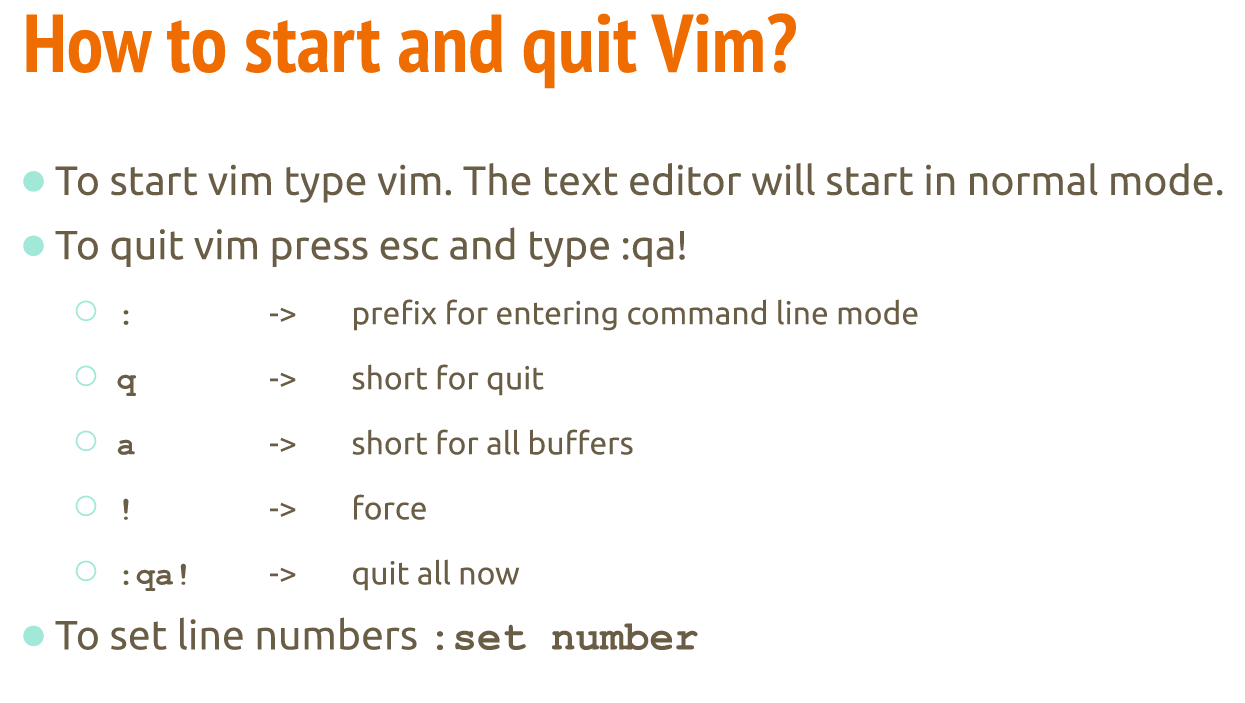 How to start and quit Vim?
To start vim type vim. The text editor will start in normal mode.
To quit vim press esc and type :qa!
: -> prefix for entering command line mode
q -> short for quit
a -> short for all buffers
! -> force
:qa! -> quit all now
To set line numbers :set number